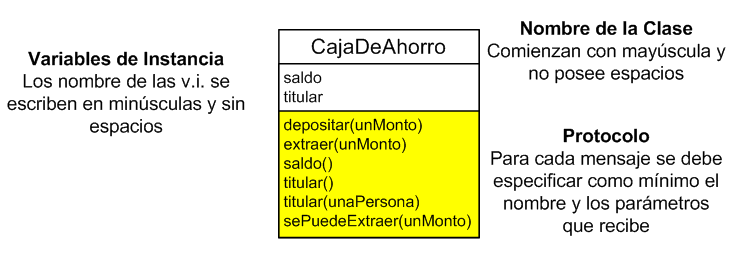 Variables de Instancia
Los nombre de las v.i. se
escriben en minúsculas y sin
espacios
CajaDeAhorro
saldo
titular
depositar(unMonto)
extraer(unMonto)
saldo()
titular()
titular(unaPersona)
sePuedeExtraer(unMonto)
Nombre de la Clase
Comienzan con mayúscula y
no posee espacios
Protocolo
Para cada mensaje se debe
especificar como mínimo el
nombre y los parámetros
que recibe